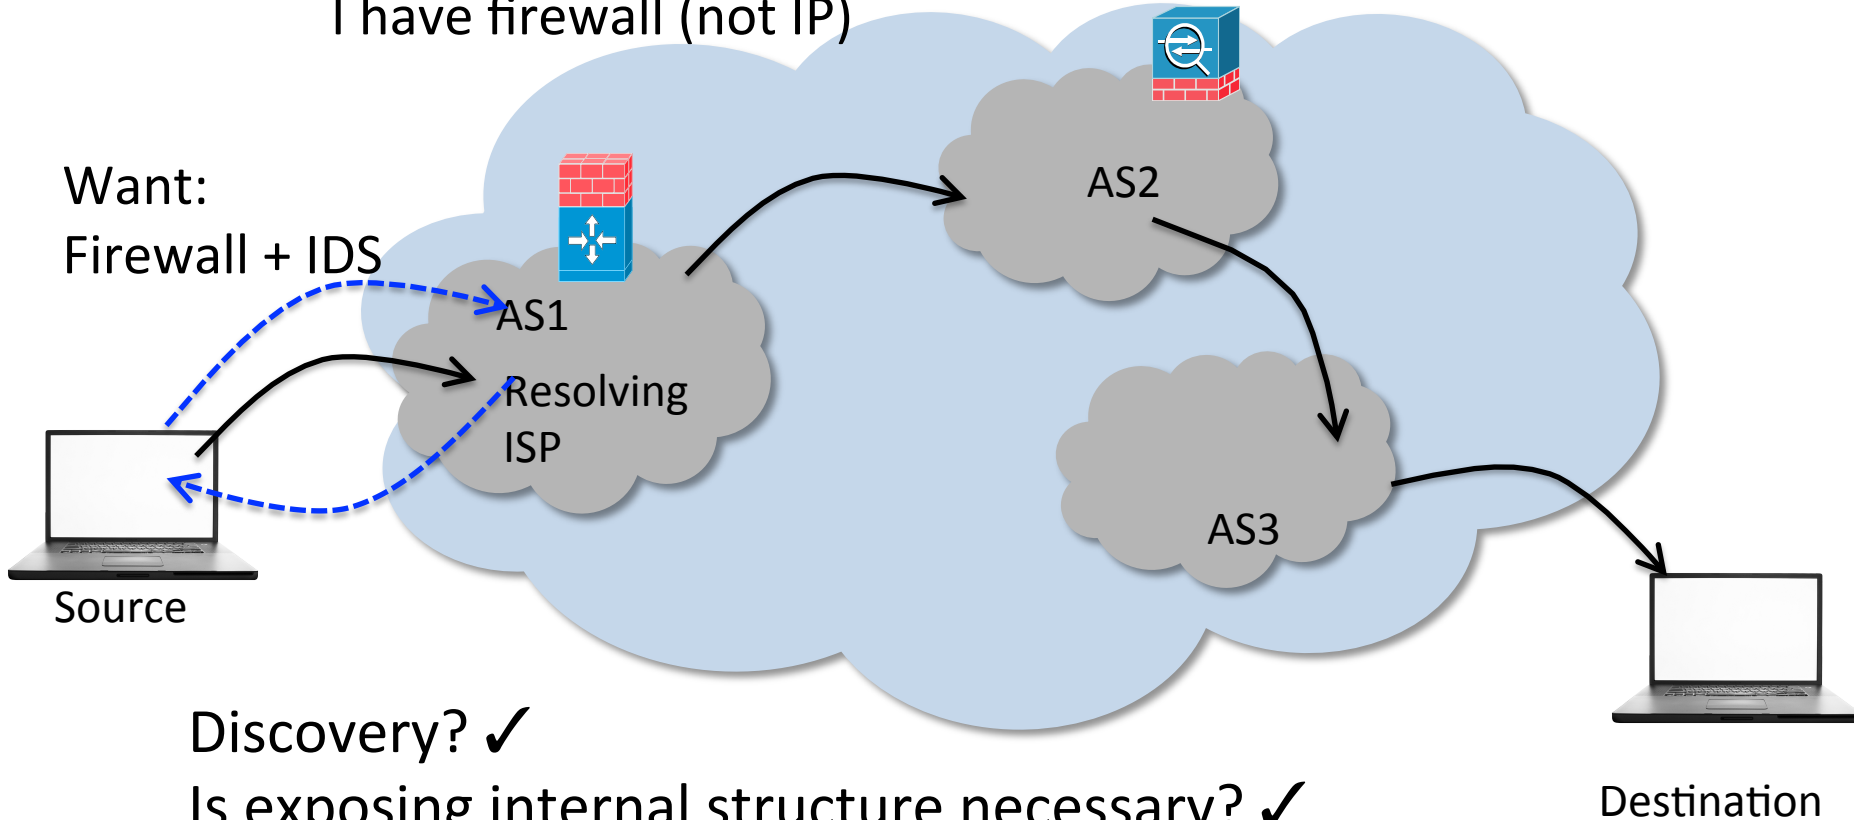 I have firewall (not IP)
Want:
Firewall + IDS
AS1
Resolving
ISP
AS2
AS3
Source
Discovery? ✓
Is exposing internal structure necessary? ✓
Destination